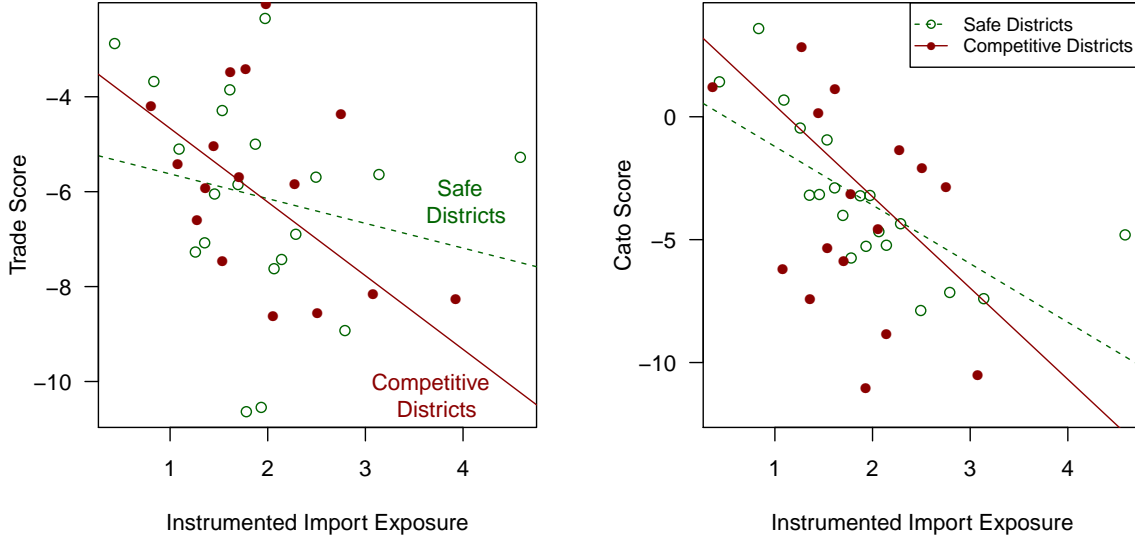 Trade Score
−4
−6
−8
−10
1
2
3
4
Instrumented Import Exposure
Safe
Districts
Competitive
Districts
Cato Score
0
−5
−10
1
2
3
4
Instrumented Import Exposure
Safe Districts
Competitive Districts